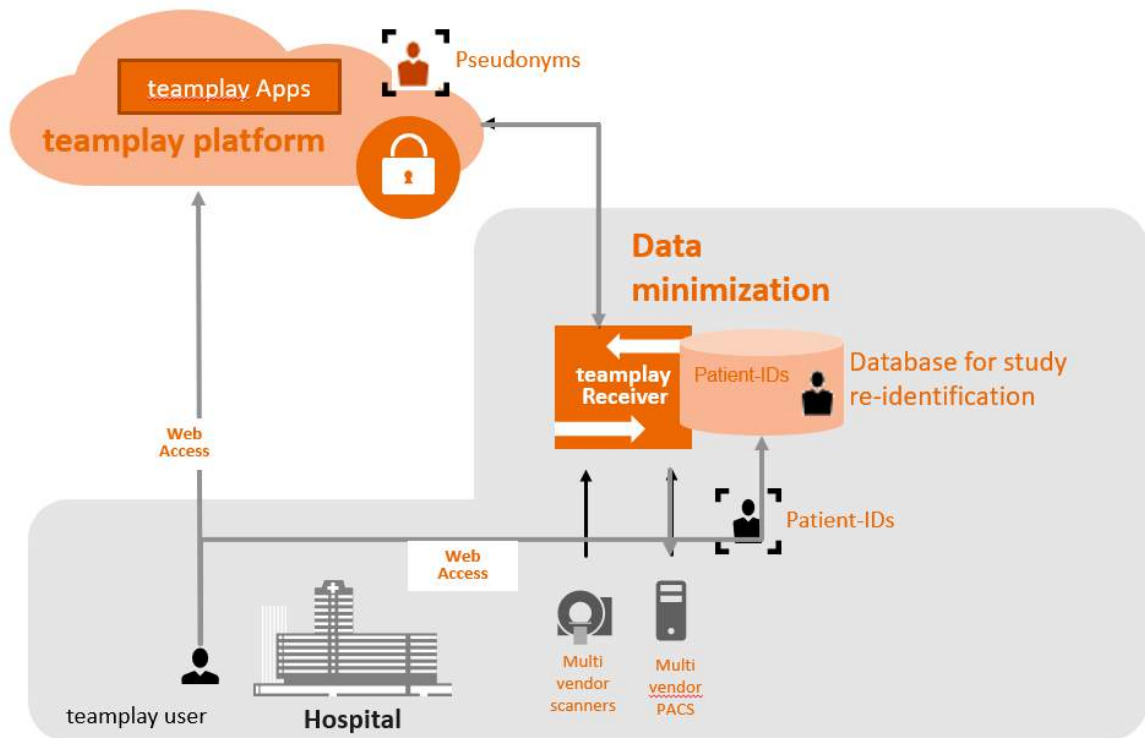 Pseudonyms
teamplay Apps
teamplay platform
Data
minimization
teamplay
Receiver
Patient-IDs
Database for study
re-identification
Web
Access
Patient-IDs
Web
Access
Multi
vendor
scanners
Multi
vendor
PACS
teamplay user
Hospital